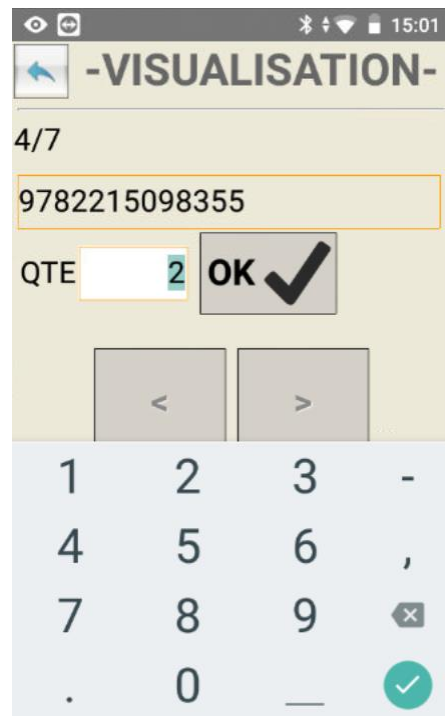 15:01
-VISUALISATION-
4/7
9782215098355
QTE 2 OK
< >
1 2 3 -
4 5 6 ,
7 8 9
. 0 _